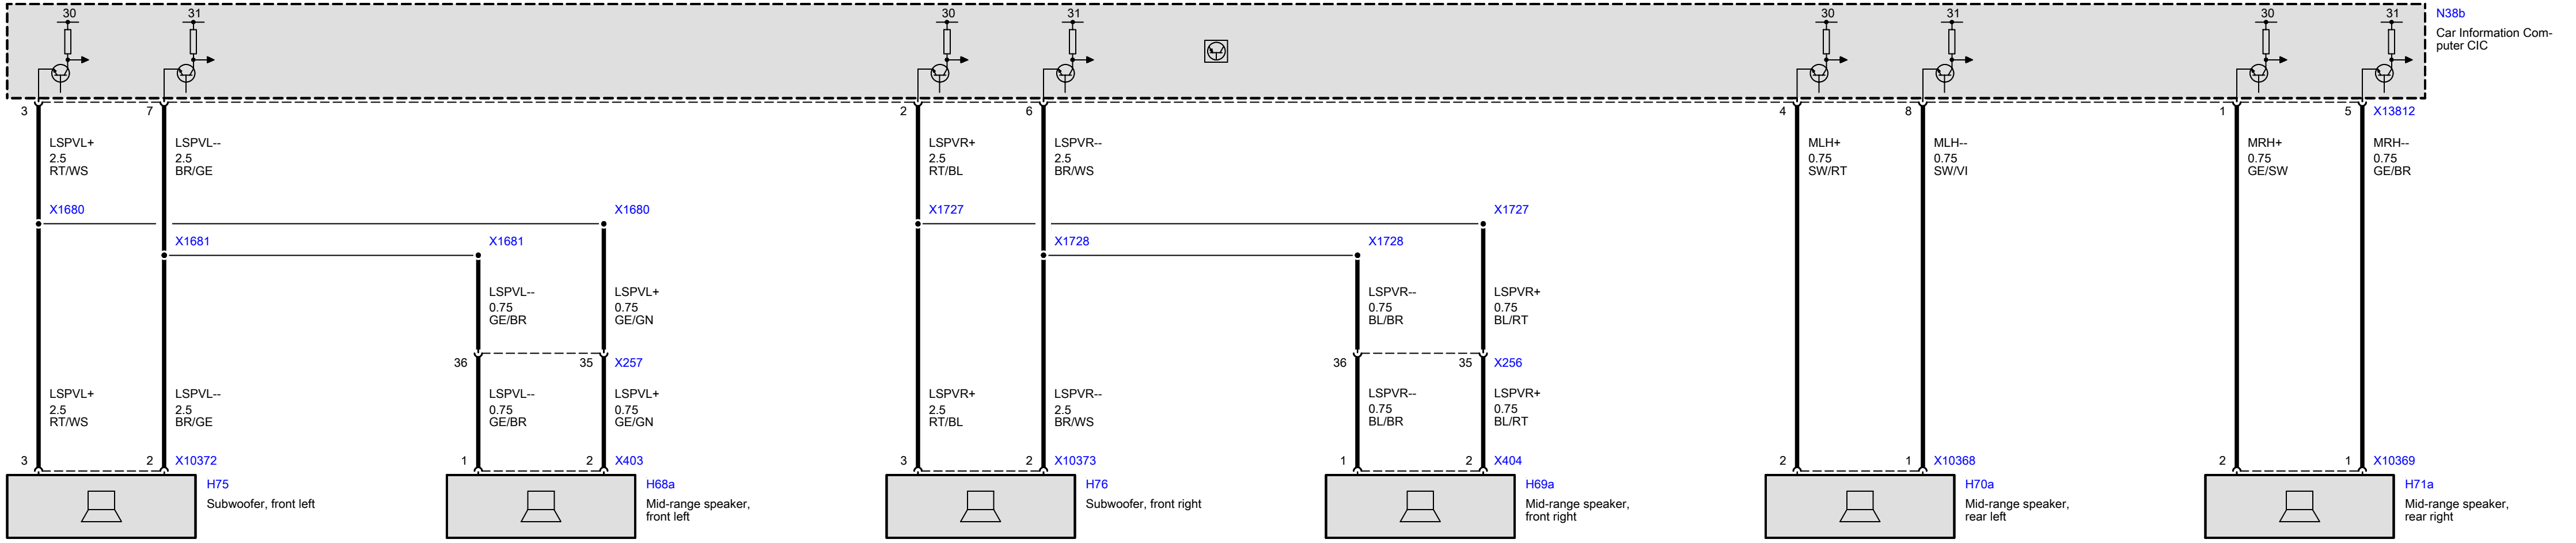 30
31
30
31
30
31
30
31
N38b
Car Information Com-
puter CIC
3
7
2
6
4
8
1
5
X13812
LSPVL+
2.5
RT/WS
LSPVL--
2.5
BR/GE
LSPVR+
2.5
RT/BL
LSPVR--
2.5
BR/WS
MLH+
0.75
SW/RT
MLH--
0.75
SW/VI
MRH+
0.75
GE/SW
MRH--
0.75
GE/BR
X1680
X1680
X1727
X1727
X1681
X1681
X1728
X1728
LSPVL--
0.75
GE/BR
LSPVL+
0.75
GE/GN
LSPVR--
0.75
BL/BR
LSPVR+
0.75
BL/RT
36
35
X257
36
35
X256
LSPVL+
2.5
RT/WS
LSPVL--
2.5
BR/GE
LSPVL--
0.75
GE/BR
LSPVL+
0.75
GE/GN
LSPVR+
2.5
RT/BL
LSPVR--
2.5
BR/WS
LSPVR--
0.75
BL/BR
LSPVR+
0.75
BL/RT
3
2
X10372
1
2
X403
3
2
X10373
1
2
X404
2
1
X10368
2
1
X10369
H75
Subwoofer, front left
H68a
Mid-range speaker,
front left
H76
Subwoofer, front right
H69a
Mid-range speaker,
front right
H70a
Mid-range speaker,
rear left
H71a
Mid-range speaker,
rear right